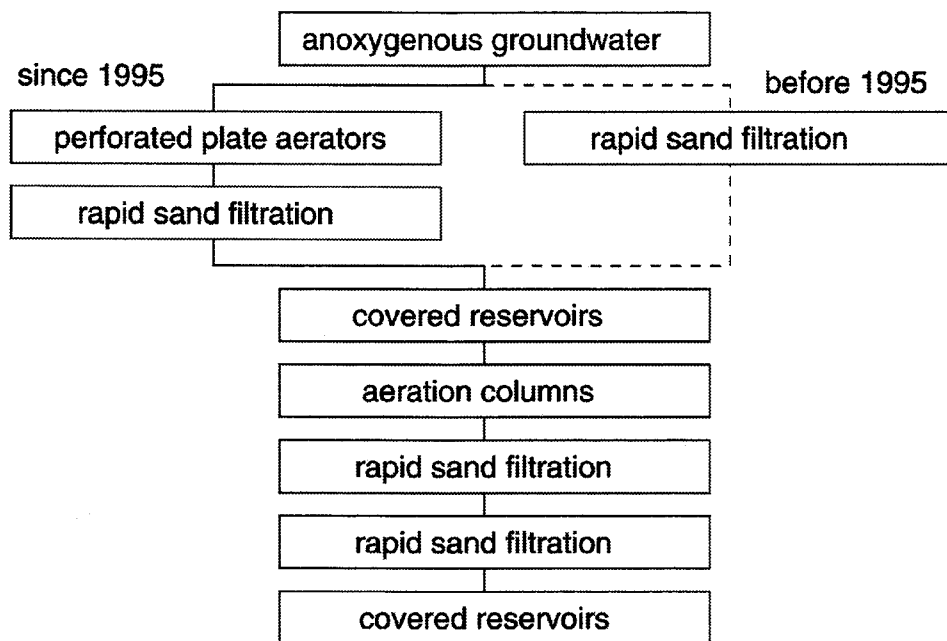 anoxygenous groundwater
since 1995
before 1995
perforated plate aerators
rapid sand filtration
rapid sand filtration
covered reservoirs
aeration columns
rapid sand filtration
rapid sand filtration
covered reservoirs